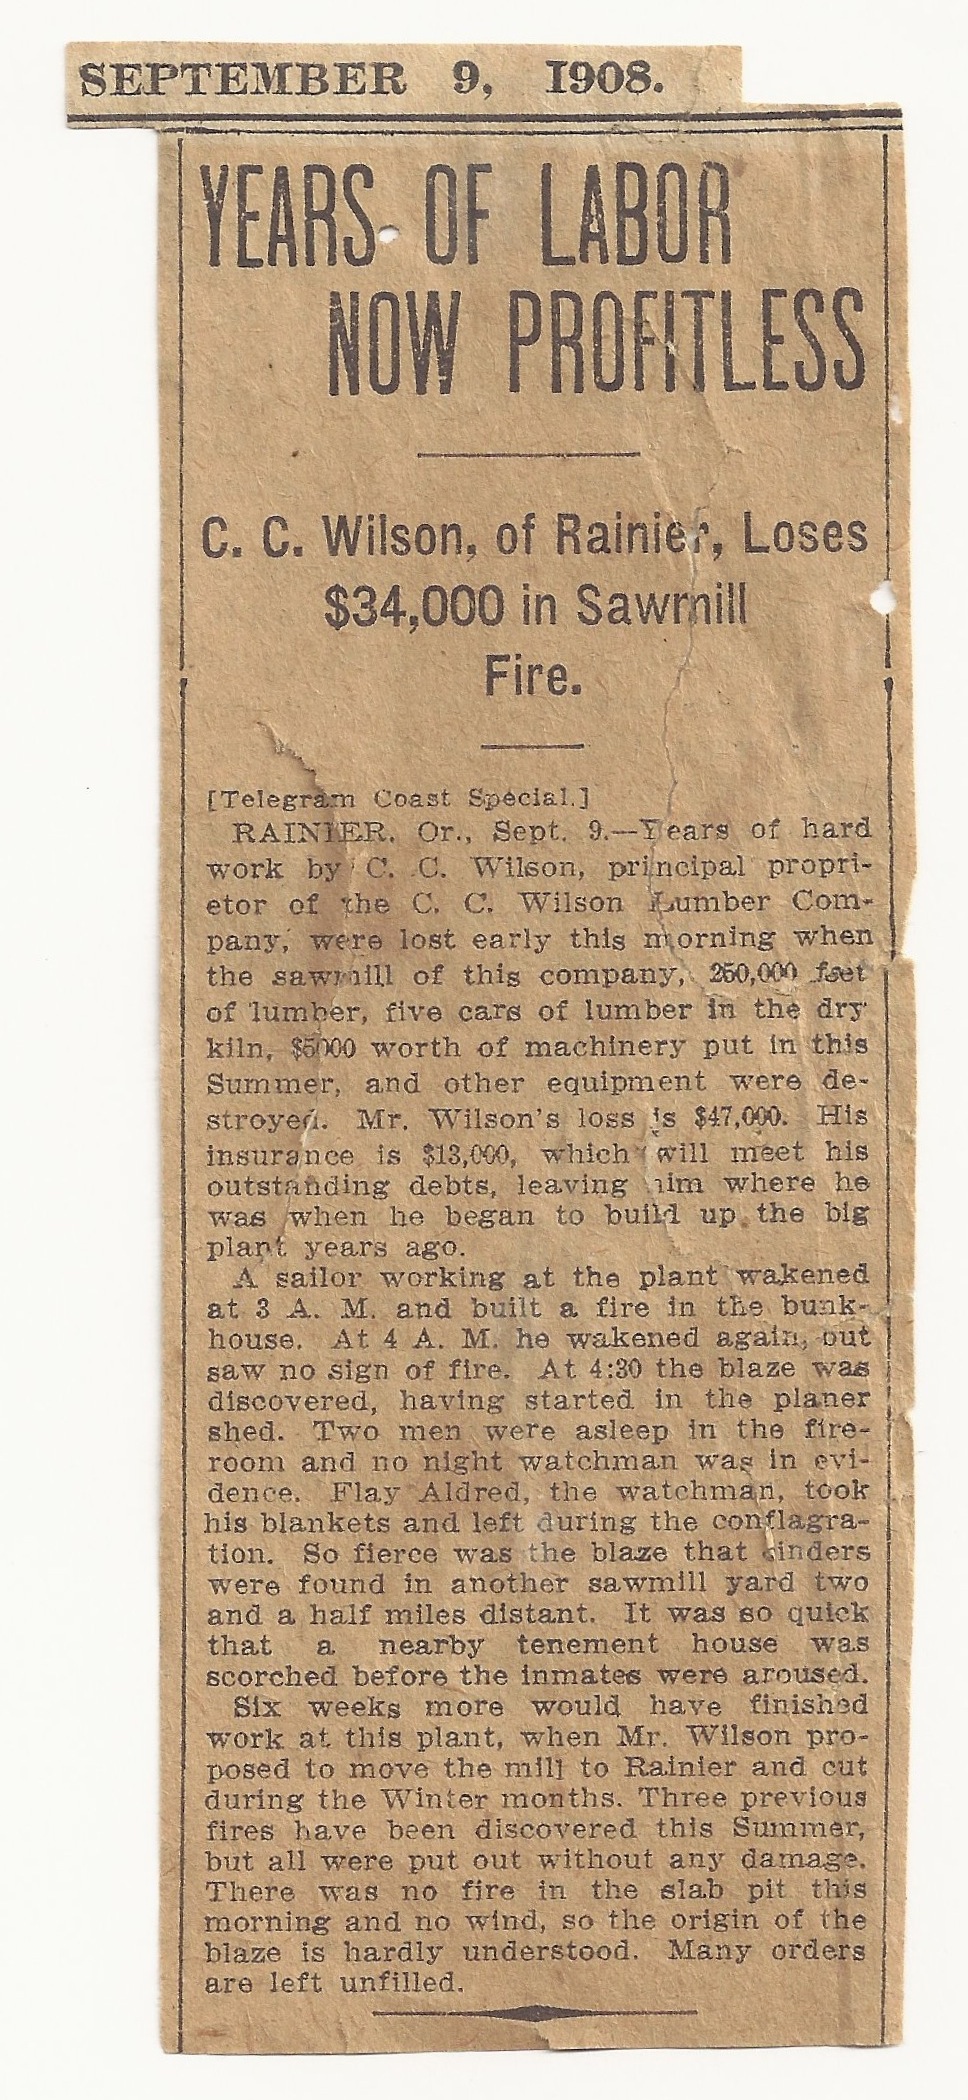 SEPTEMBER 9, 1908.
YEARS OF LABOR
NOW PROFITLESS
C. C. Wilson, of Rainier, Loses
$34,000 in Sawmill
Fire.
[Telegram Coast Special.]
RAINIER, Or., Sept. 9.—Years of hard
work by C. C. Wilson, principal propri-
etor of the C. C. Wilson Lumber Com-
pany, were lost early this morning when
the sawmill of this company, 250,000 feet
of lumber, five cars of lumber in the dry
kiln, $5000 worth of machinery put in this
Summer, and other equipment were de-
stroyed. Mr. Wilson's loss is $47,000. His
insurance is $13,000, which will meet his
outstanding debts, leaving him where he
was when he began to build up the big
plant years ago.
A sailor working at the plant wakened
at 3 A. M. and built a fire in the bunk-
house. At 4 A. M. he wakened again, but
saw no sign of fire. At 4:30 the blaze was
discovered, having started in the planer
shed. Two men were asleep in the fire-
room and no night watchman was in evi-
dence. Flay Aldred, the watchman, took
his blankets and left during the conflagra-
tion. So fierce was the blaze that cinders
were found in another sawmill yard two
and a half miles distant. It was so quick
that a nearby tenement house was
scorched before the inmates were aroused.
Six weeks more would have finished
work at this plant, when Mr. Wilson pro-
posed to move the mill to Rainier and cut
during the Winter months. Three previous
fires have been discovered this Summer,
but all were put out without any damage.
There was no fire in the slab pit this
morning and no wind, so the origin of the
blaze is hardly understood. Many orders
are left unfilled.